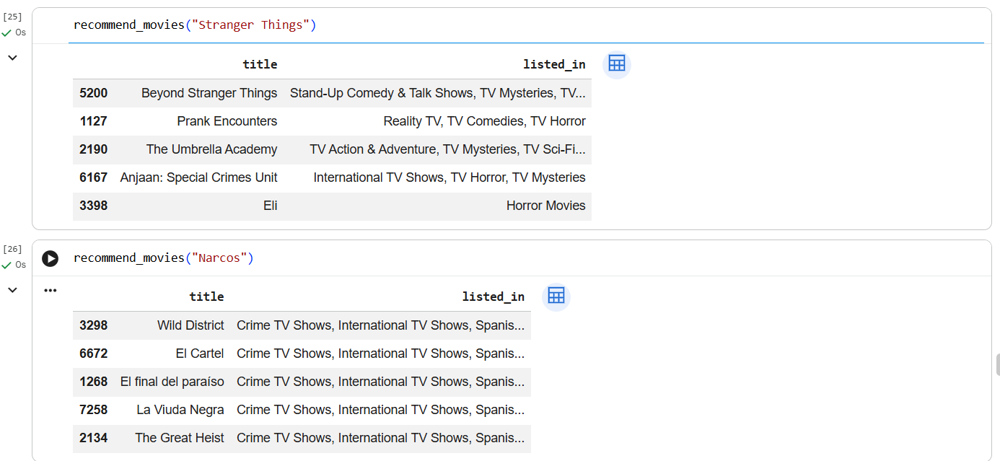 [25]
0s
recommend_movies("Stranger Things")
title listed_in
5200 Beyond Stranger Things Stand-Up Comedy & Talk Shows, TV Mysteries, TV...
1127 Prank Encounters Reality TV, TV Comedies, TV Horror
2190 The Umbrella Academy TV Action & Adventure, TV Mysteries, TV Sci-Fi...
6167 Anjaan: Special Crimes Unit International TV Shows, TV Horror, TV Mysteries
3398 Eli Horror Movies
[26]
0s
recommend_movies("Narcos")
title listed_in
3298 Wild District Crime TV Shows, International TV Shows, Spanis...
6672 El Cartel Crime TV Shows, International TV Shows, Spanis...
1268 El final del paraíso Crime TV Shows, International TV Shows, Spanis...
7258 La Viuda Negra Crime TV Shows, International TV Shows, Spanis...
2134 The Great Heist Crime TV Shows, International TV Shows, Spanis...